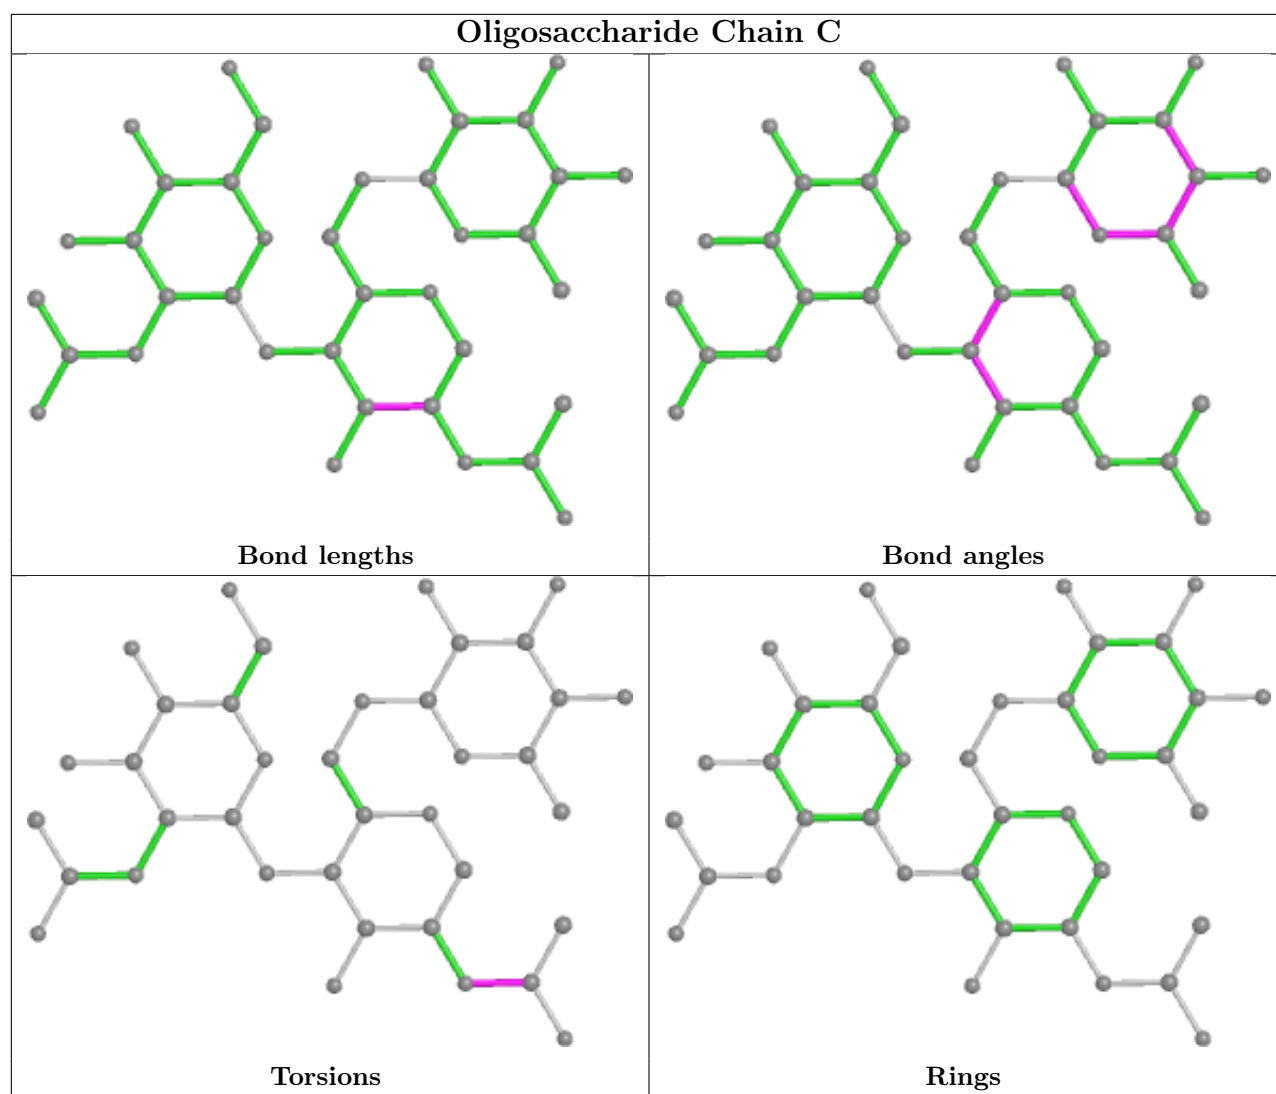 Oligosaccharide Chain C
Bond lengths
Bond angles
Torsions
Rings